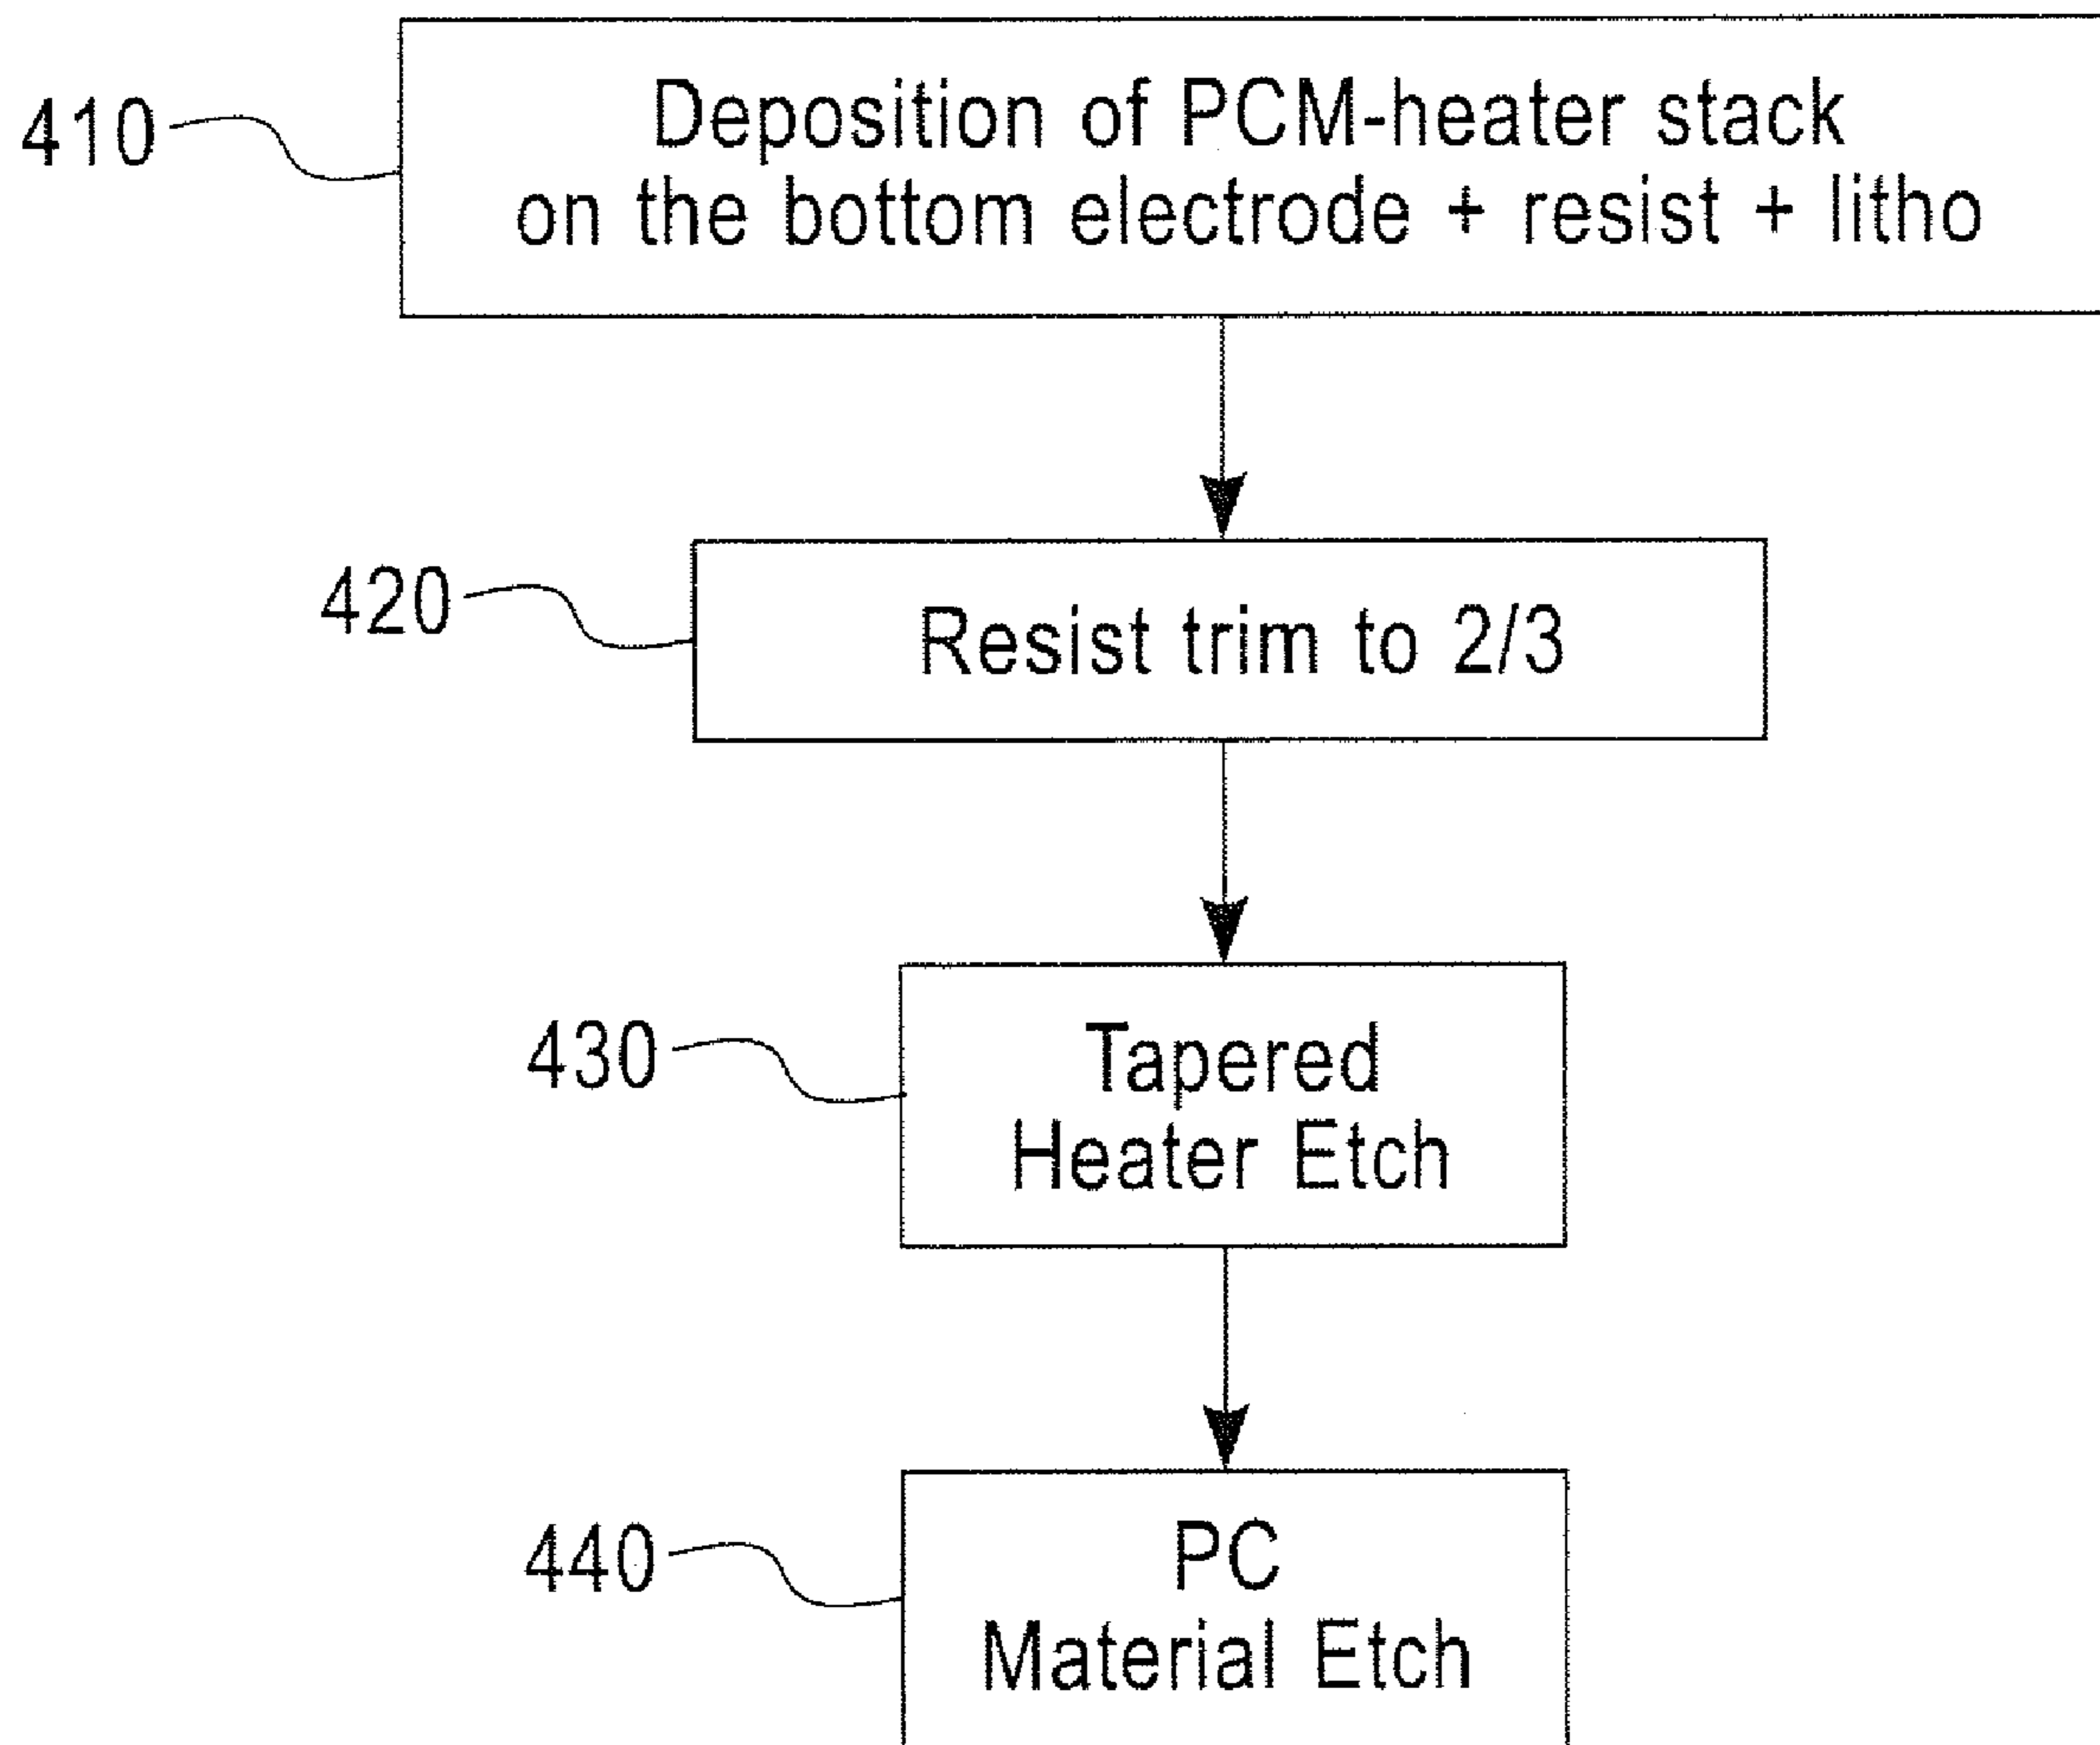 410
Deposition of PCM-heater stack
on the bottom electrode + resist + litho
420
Resist trim to 2/3
430
Tapered
Heater Etch
440
PC
Material Etch